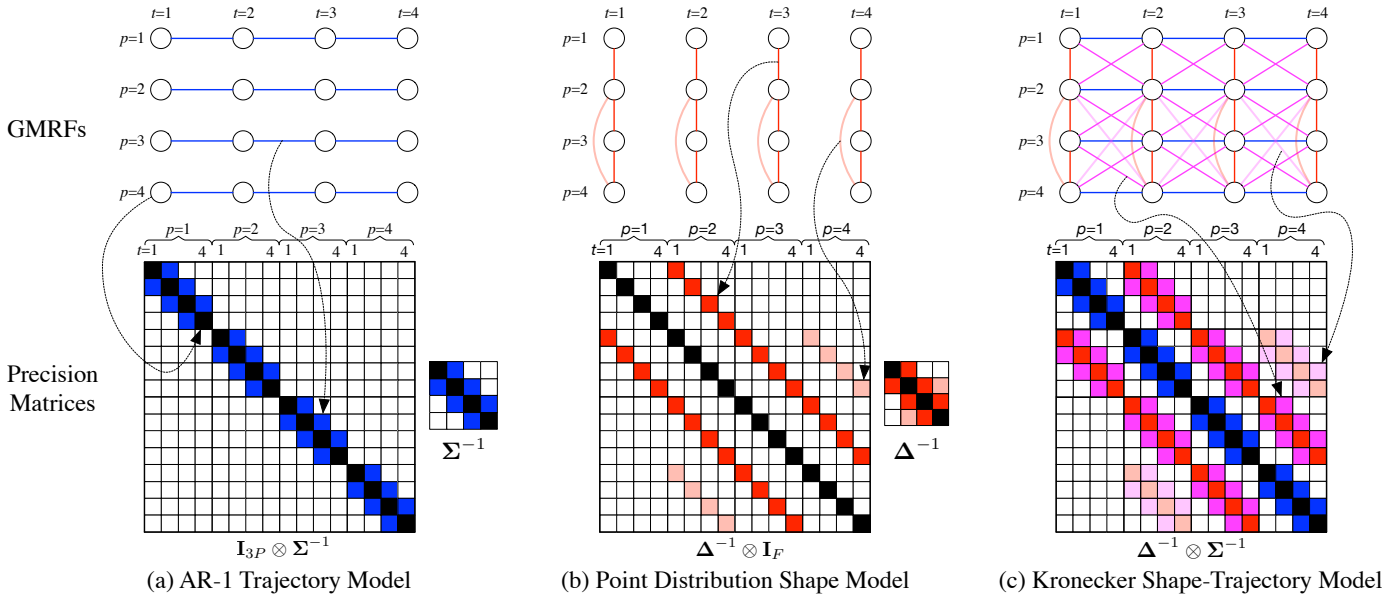 t=1 t=2 t=3 t=4 t=1 t=2 t=3 t=4 t=1 t=2 t=3 t=4
p=1 p=1 p=1
p=2 p=2 p=2
GMRFs
p=3 p=3 p=3
p=4 p=4 p=4
p=1 p=2 p=3 p=4 p=1 p=2 p=3 p=4 p=1 p=2 p=3 p=4
t=1 4 1 4 1 4 1 4 t=1 4 1 4 1 4 1 4 t=1 4 1 4 1 4 1 4
Precision
Matrices
Σ⁻¹ Δ⁻¹
I₃P ⊗ Σ⁻¹ Δ⁻¹ ⊗ I_F Δ⁻¹ ⊗ Σ⁻¹
(a) AR-1 Trajectory Model (b) Point Distribution Shape Model (c) Kronecker Shape-Trajectory Model